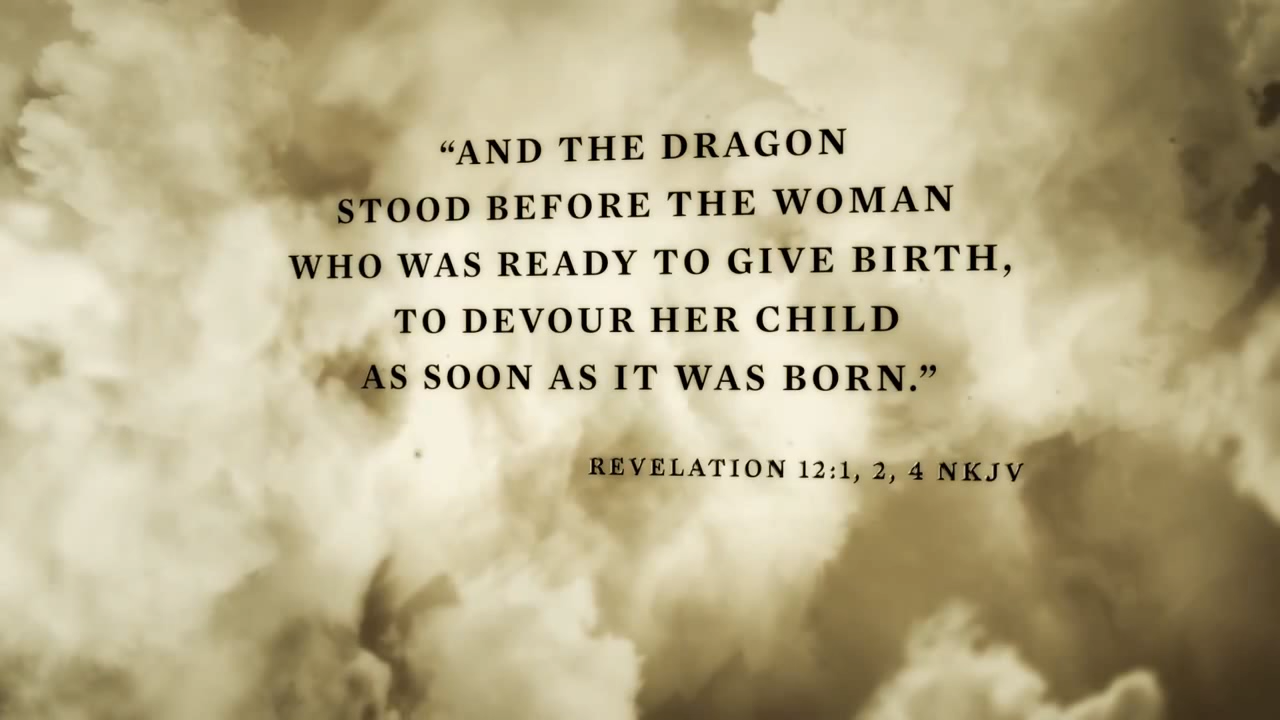 “AND THE DRAGON
STOOD BEFORE THE WOMAN
WHO WAS READY TO GIVE BIRTH,
TO DEVOUR HER CHILD
AS SOON AS IT WAS BORN.”
REVELATION 12:1, 2, 4 NKJV